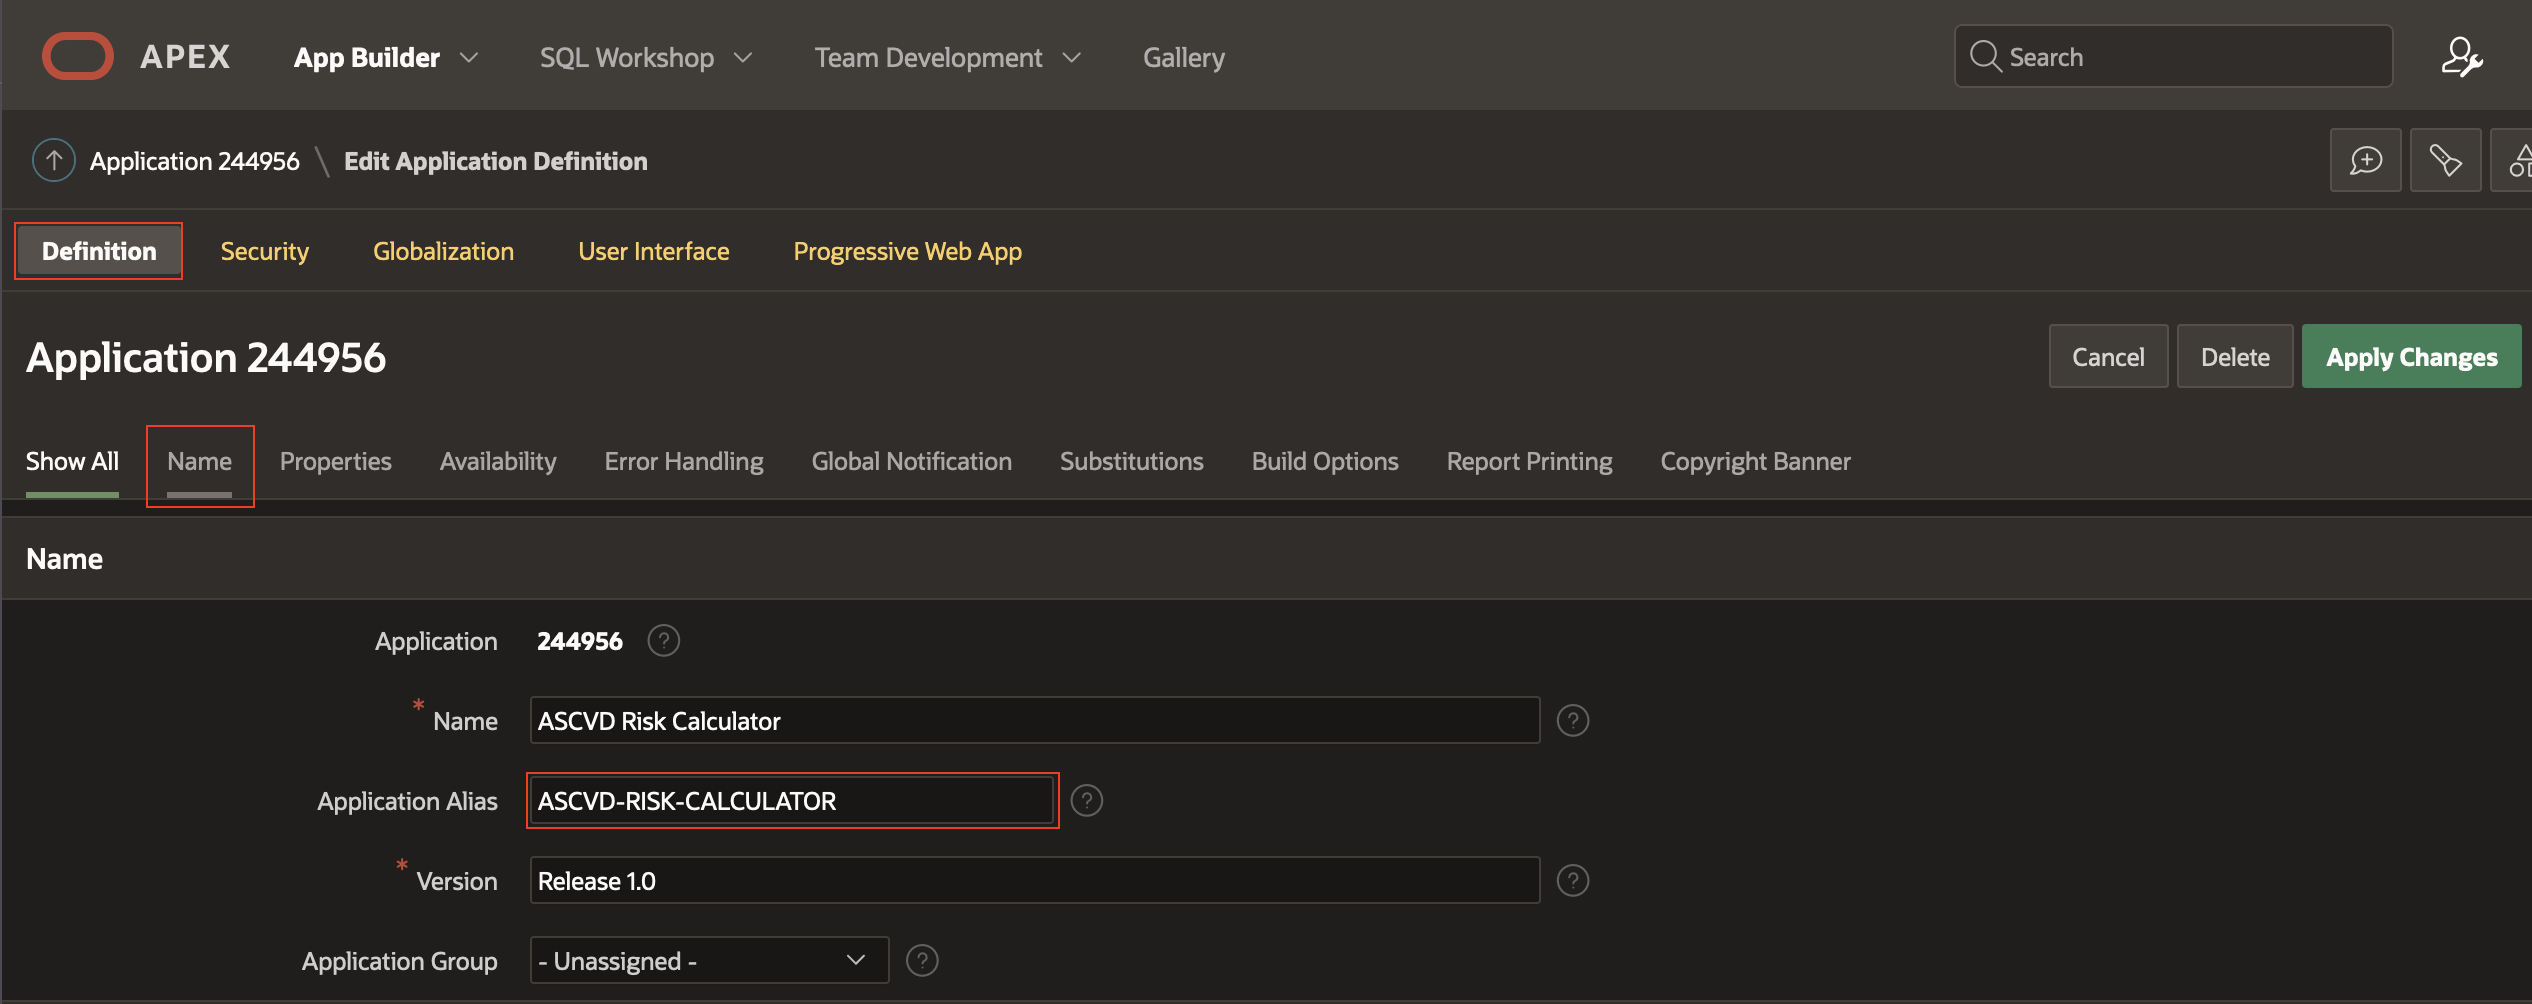 APEX App Builder SQL Workshop Team Development Gallery Search
Application 244956 \ Edit Application Definition
Definition Security Globalization User Interface Progressive Web App
Application 244956 Cancel Delete Apply Changes
Show All Name Properties Availability Error Handling Global Notification Substitutions Build Options Report Printing Copyright Banner
Name
Application 244956 ?
* Name ASCVD Risk Calculator ?
Application Alias ASCVD-RISK-CALCULATOR ?
* Version Release 1.0 ?
Application Group - Unassigned - ?